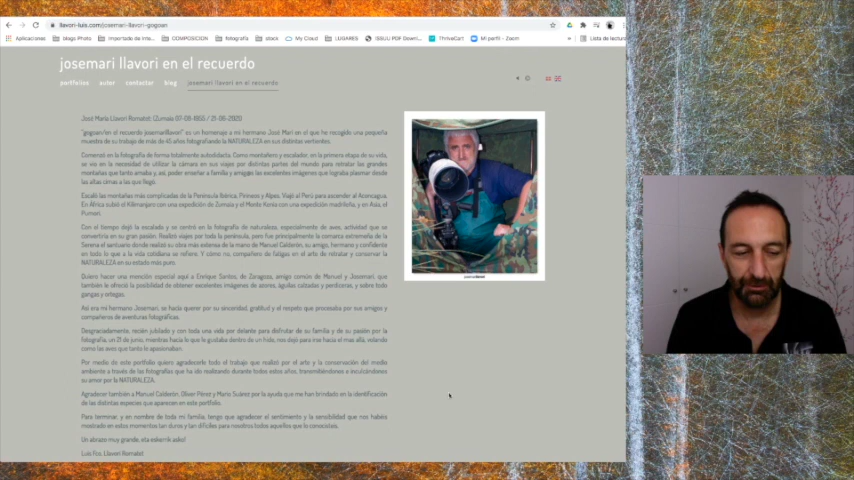 llavori-luis.com/josemari-llavori-gogoan
Aplicaciones
blogs Photo
Importado de Inte...
COMPOSICION
fotografía
stock
My Cloud
LUGARES
ISSUU PDF Downl...
ThriveCart
Mi perfil - Zoom
»
Lista de lectura
josemari llavori en el recuerdo
portfolios autor contactar blog josemari llavori en el recuerdo
José María Llavori Romatet: (Zumaia 07-08-1955 / 21-06-2020)
"gogoan/en el recuerdo josemarillavori" es un homenaje a mi hermano José Mari en el que he recogido una pequeña
muestra de su trabajo de más de 45 años fotografiando la NATURALEZA en sus distintas vertientes.
Comenzó en la fotografía de forma totalmente autodidacta. Como montañero y escalador, en la primera etapa de su vida,
se vio en la necesidad de utilizar la cámara en sus viajes por distintas partes del mundo para retratar las grandes
montañas que tanto amaba y, así, poder enseñar a familia y amig@s las excelentes imágenes que lograba plasmar desde
las altas cimas a las que llegó.
Escaló las montañas más complicadas de la Península Ibérica, Pirineos y Alpes. Viajó al Perú para ascender al Aconcagua,
En África subió el Kilimanjaro con una expedición de Zumaia y el Monte Kenia con una expedición madrileña, y en Asia, el
Pumori.
Con el tiempo dejó la escalada y se centró en la fotografía de naturaleza, especialmente de aves, actividad que se
convertiría en su gran pasión. Realizó viajes por toda la península, pero fue principalmente la comarca extremeña de la
Serena el santuario donde realizó su obra más extensa de la mano de Manuel Calderón, su amigo, hermano y confidente
en todo lo que a la vida cotidiana se refiere. Y cómo no, compañero de fatigas en el arte de retratar y conservar la
NATURALEZA en su estado más puro.
Quiero hacer una mención especial aquí a Enrique Santos, de Zaragoza, amigo común de Manuel y Josemari, que
también le ofreció la posibilidad de obtener excelentes imágenes de azores, águilas calzadas y perdiceras, y sobre todo
gangas y ortegas.
Así era mi hermano Josemari, se hacía querer por su sinceridad, gratitud y el respeto que procesaba por sus amigos y
compañeros de aventuras fotográficas.
Desgraciadamente, recién jubilado y con toda una vida por delante para disfrutar de su familia y de su pasión por la
fotografía, un 21 de junio, mientras hacía lo que le gustaba dentro de un hide, nos dejó para irse hacia el mas allá, volando
como las aves que tanto le apasionaban.
Por medio de este portfolio quiero agradecerle todo el trabajo que realizó por el arte y la conservación del medio
ambiente a través de las fotografías que ha ido realizando durante todos estos años, transmitiéndonos e inculcándonos
su amor por la NATURALEZA.
Agradecer también a Manuel Calderón, Oliver Pérez y Mario Suárez por la ayuda que me han brindado en la identificación
de las distintas especies que aparecen en este portfolio.
Para terminar, y en nombre de toda mi familia, tengo que agradecer el sentimiento y la sensibilidad que nos habéis
mostrado en estos momentos tan duros y tan difíciles para nosotros todos aquellos que le conocisteis.
Un abrazo muy grande, eta eskerrik asko!
Luis Fco. Llavori Romatet